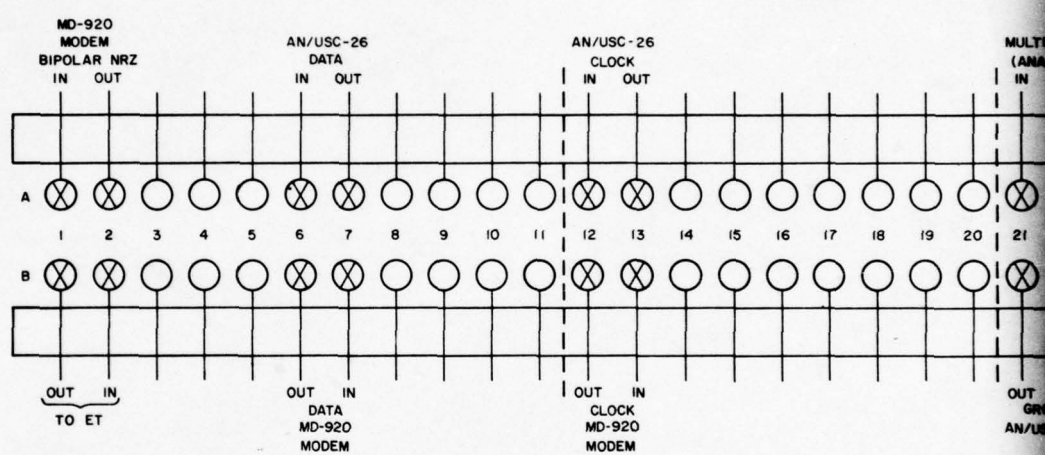 MD-920
MODEM
BIPOLAR NRZ
IN OUT
AN/USC-26
DATA
IN OUT
AN/USC-26
CLOCK
IN OUT
IN
A
1 2 3 4 5 6 7 8 9 10 11 12 13 14 15 16 17 18 19 20 21
B
OUT IN
TO ET
OUT IN
DATA
MD-920
MODEM
OUT IN
CLOCK
MD-920
MODEM
OUT